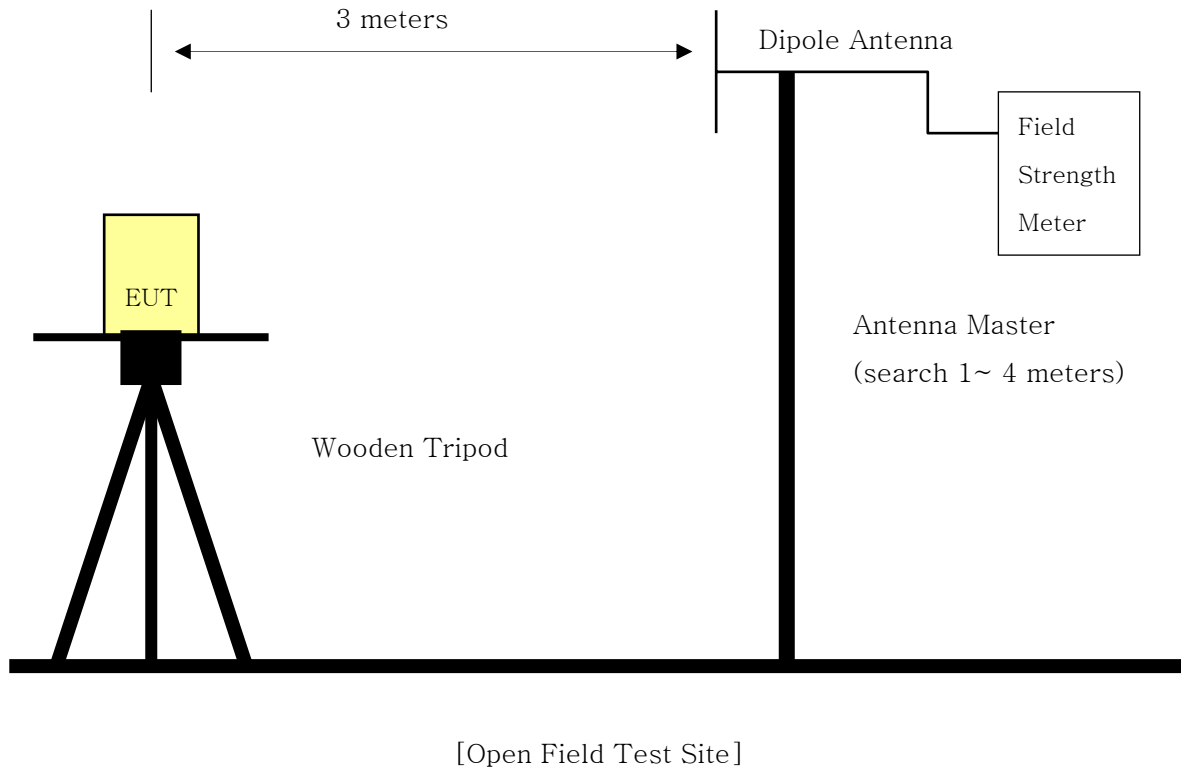 3 meters
Dipole Antenna
Field
Strength
Meter
EUT
Antenna Master
(search 1~ 4 meters)
Wooden Tripod
[Open Field Test Site]